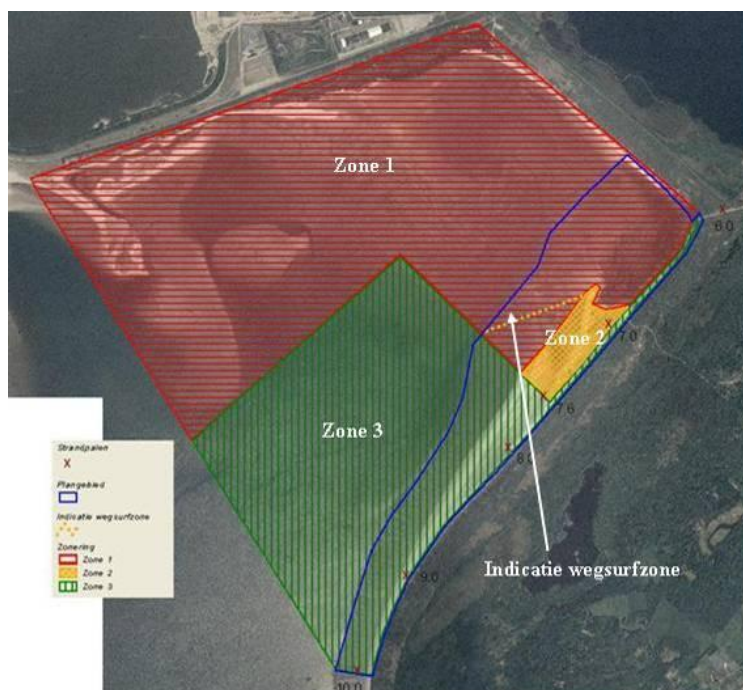 Zone 1
6.0
Zone 2
7.0
7.6
Zone 3
8.0
Indicatie wegsurfzone
9.0
10.0
Strandpalen
X
Plangebied
Indicatie wegsurfzone
Zonering
Zone 1
Zone 2
Zone 3